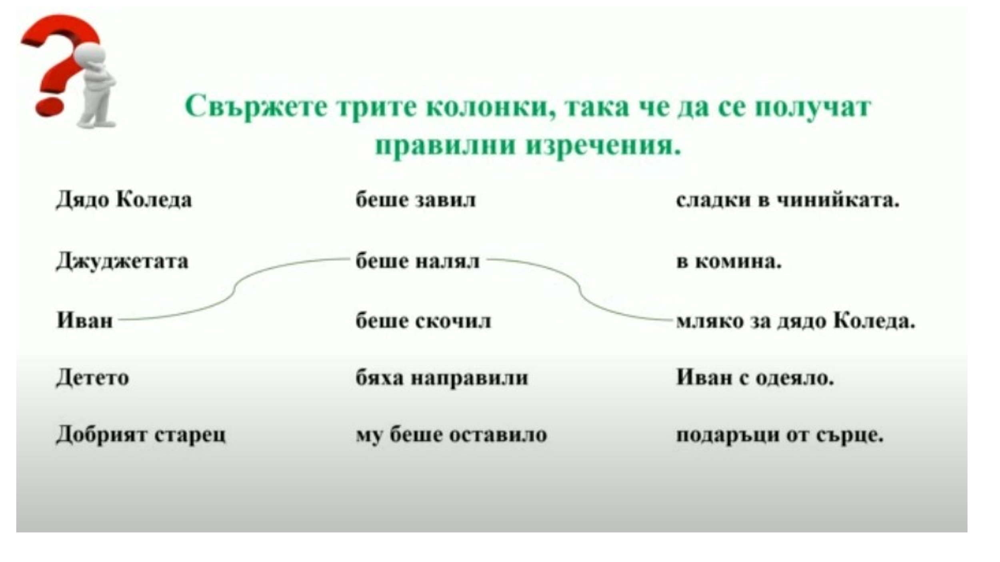 Свържете трите колонки, така че да се получат
правилни изречения.
Дядо Коледа беше завил сладки в чинийката.
Джуджетата беше налял в комина.
Иван беше скочил мляко за дядо Коледа.
Детето бяха направили Иван с одеяло.
Добрият старец му беше оставило подаръци от сърце.